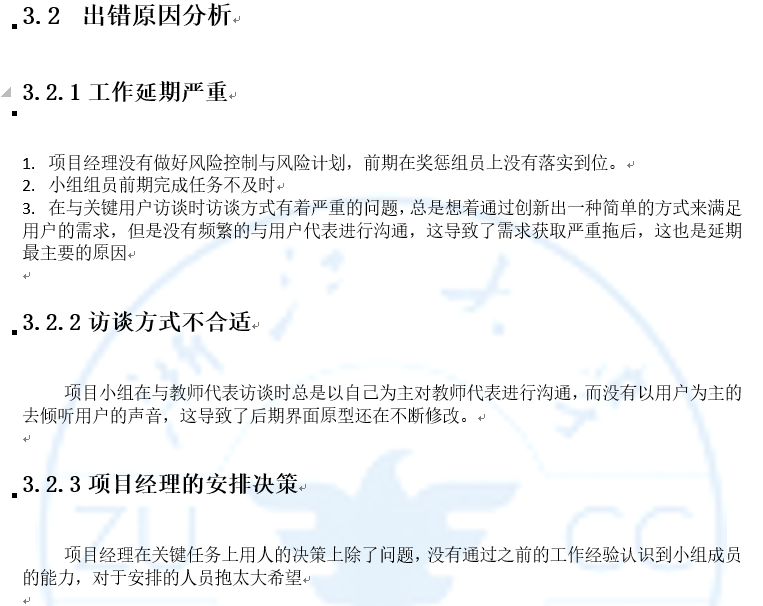 3.2 出错原因分析
3.2.1 工作延期严重
1. 项目经理没有做好风险控制与风险计划，前期在奖惩组员上没有落实到位。
2. 小组组员前期完成任务不及时
3. 在与关键用户访谈时访谈方式有着严重的问题，总是想着通过创新出一种简单的方式来满足
用户的需求，但是没有频繁的与用户代表进行沟通，这导致了需求获取严重拖后，这也是延期
最主要的原因
3.2.2 访谈方式不合适
项目小组在与教师代表访谈时总是以自己为主对教师代表进行沟通，而没有以用户为主的
去倾听用户的声音，这导致了后期界面原型还在不断修改。
3.2.3 项目经理的安排决策
项目经理在关键任务上用人的决策上除了问题，没有通过之前的工作经验认识到小组成员
的能力，对于安排的人员抱太大希望
浙江大学
ZU CC